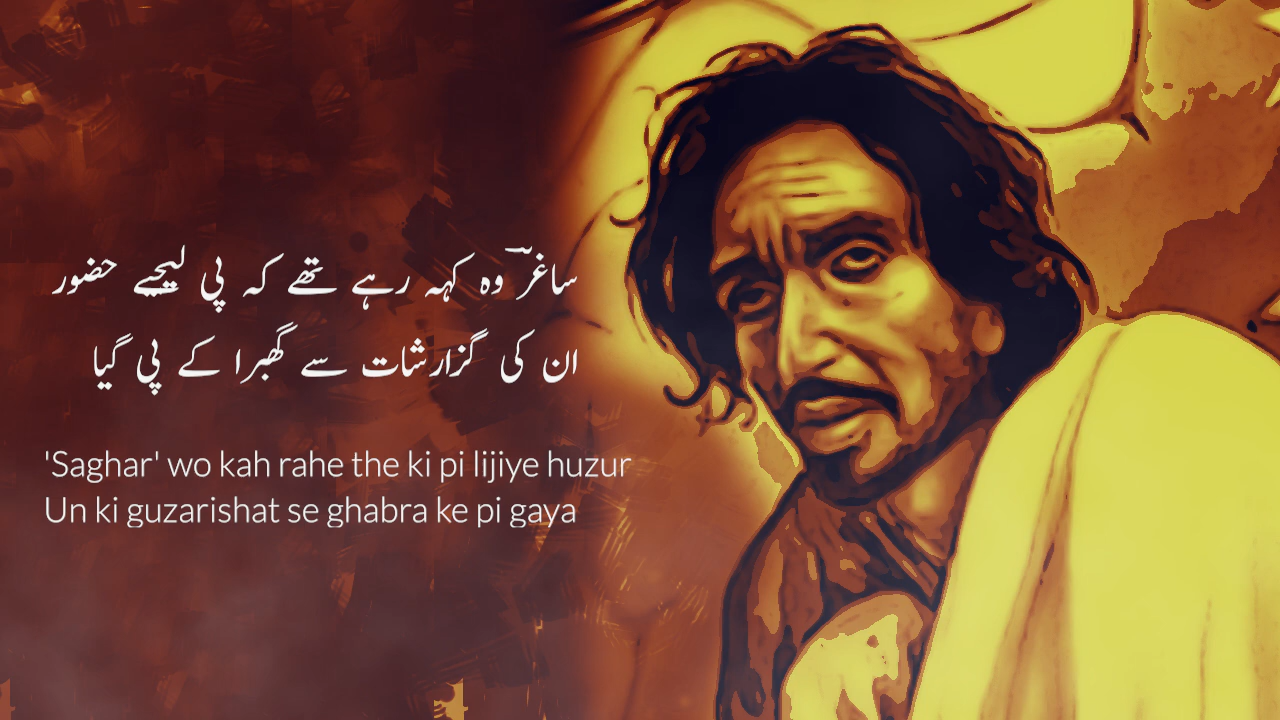 ساغرؔ وہ کہہ رہے تھے کہ پی لیجیے حضور
ان کی گزارشات سے گھبرا کے پی گیا
'Saghar' wo kah rahe the ki pi lijiye huzur
Un ki guzarishat se ghabra ke pi gaya